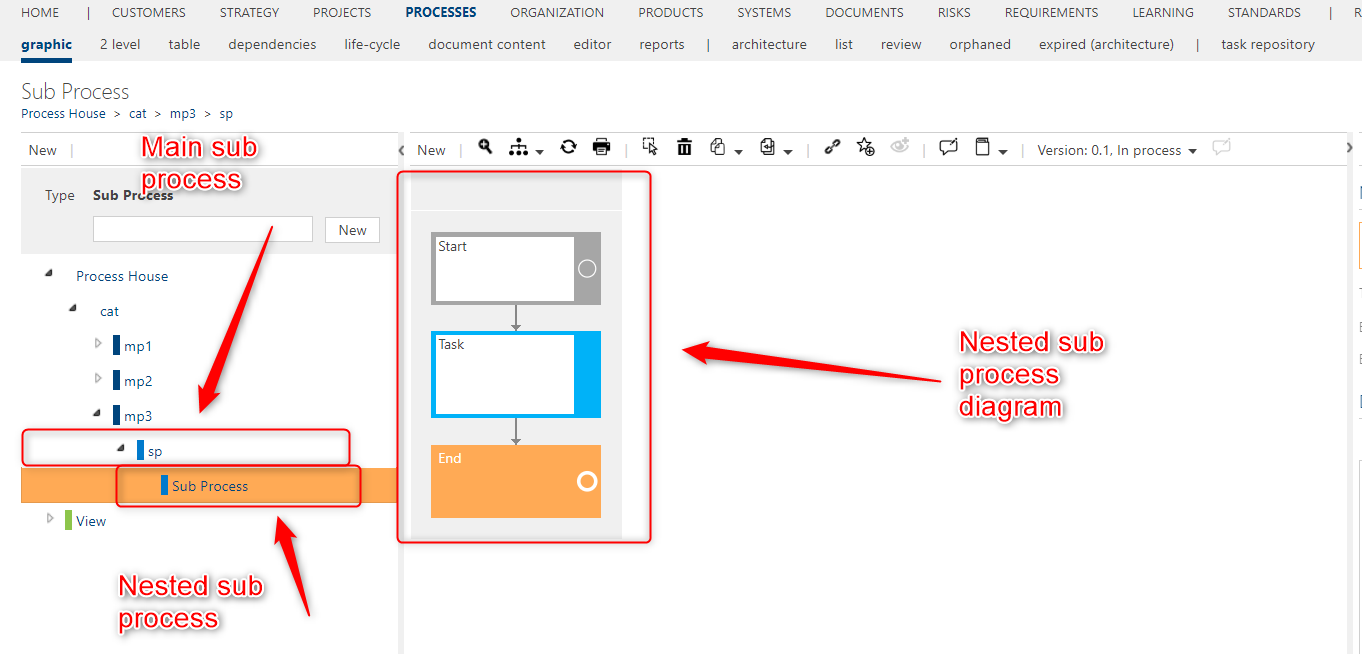 HOME | CUSTOMERS STRATEGY PROJECTS PROCESSES ORGANIZATION PRODUCTS SYSTEMS DOCUMENTS RISKS REQUIREMENTS LEARNING STANDARDS |
graphic 2 level table dependencies life-cycle document content editor reports | architecture list review orphaned expired (architecture) | task repository
Sub Process
Process House > cat > mp3 > sp
New |
New | | | | Version: 0.1, In process
Main sub
process
Type Sub Process
New
Process House
cat
mp1
mp2
mp3
sp
Sub Process
View
Nested sub
process
Start
Task
End
Nested sub
process
diagram